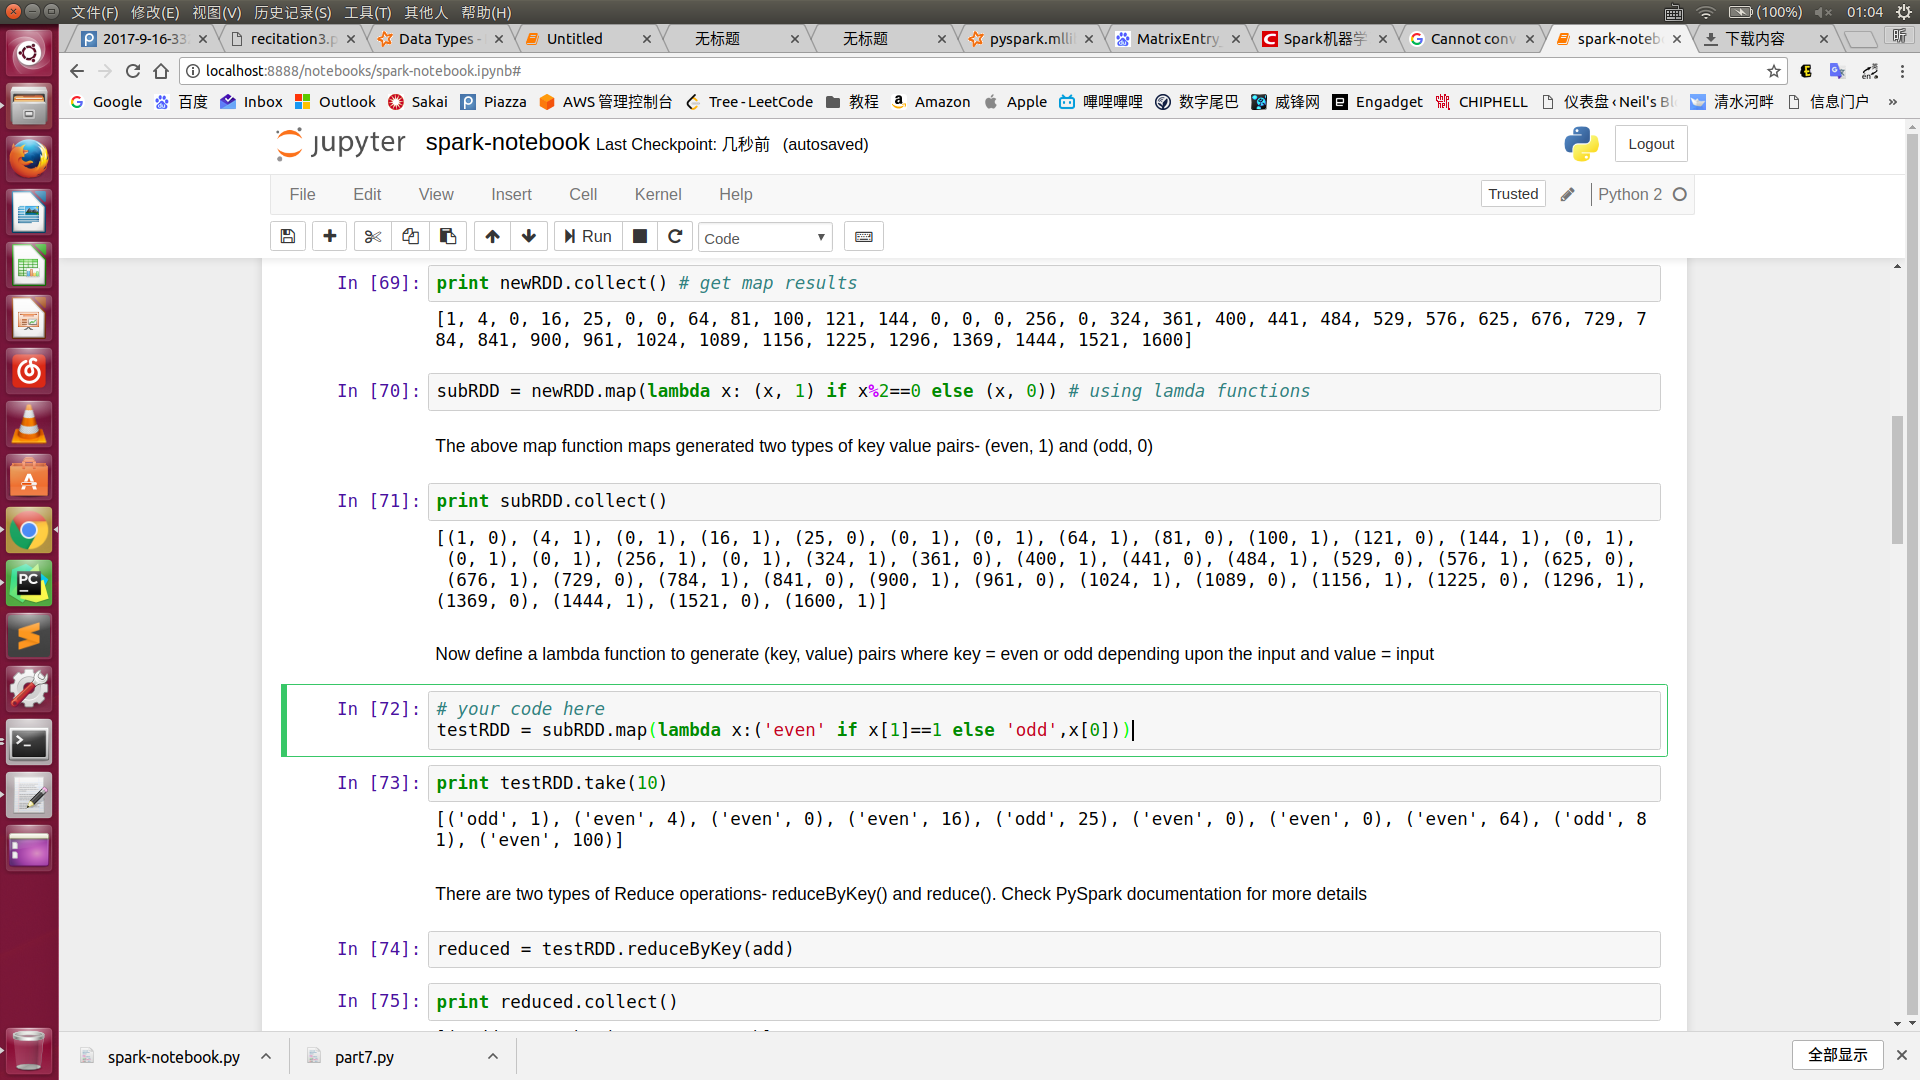 文件(F) 修改(E) 视图(V) 历史记录(S) 工具(T) 其他人 帮助(H) (100%) 01:04
2017-9-16-33 recitation3.p Data Types - Untitled 无标题 无标题 pyspark.mlli MatrixEntry Spark机器学 Cannot conv spark-noteb 下载内容 昕
localhost:8888/notebooks/spark-notebook.ipynb#
Google 百度 Inbox Outlook Sakai Piazza AWS 管理控制台 Tree - LeetCode 教程 Amazon Apple 哔哩哔哩 数字尾巴 威锋网 Engadget CHIPHELL 仪表盘 ‹ Neil's Bl 清水河畔 信息门户 »
jupyter spark-notebook Last Checkpoint: 几秒前 (autosaved) Logout
File Edit View Insert Cell Kernel Help Trusted Python 2
Run Code
In [69]: print newRDD.collect() # get map results
[1, 4, 0, 16, 25, 0, 0, 64, 81, 100, 121, 144, 0, 0, 0, 256, 0, 324, 361, 400, 441, 484, 529, 576, 625, 676, 729, 7
84, 841, 900, 961, 1024, 1089, 1156, 1225, 1296, 1369, 1444, 1521, 1600]
In [70]: subRDD = newRDD.map(lambda x: (x, 1) if x%2==0 else (x, 0)) # using lamda functions
The above map function maps generated two types of key value pairs- (even, 1) and (odd, 0)
In [71]: print subRDD.collect()
[(1, 0), (4, 1), (0, 1), (16, 1), (25, 0), (0, 1), (0, 1), (64, 1), (81, 0), (100, 1), (121, 0), (144, 1), (0, 1),
(0, 1), (0, 1), (256, 1), (0, 1), (324, 1), (361, 0), (400, 1), (441, 0), (484, 1), (529, 0), (576, 1), (625, 0),
(676, 1), (729, 0), (784, 1), (841, 0), (900, 1), (961, 0), (1024, 1), (1089, 0), (1156, 1), (1225, 0), (1296, 1),
(1369, 0), (1444, 1), (1521, 0), (1600, 1)]
Now define a lambda function to generate (key, value) pairs where key = even or odd depending upon the input and value = input
In [72]: # your code here
testRDD = subRDD.map(lambda x:('even' if x[1]==1 else 'odd',x[0]))
In [73]: print testRDD.take(10)
[('odd', 1), ('even', 4), ('even', 0), ('even', 16), ('odd', 25), ('even', 0), ('even', 0), ('even', 64), ('odd', 8
1), ('even', 100)]
There are two types of Reduce operations- reduceByKey() and reduce(). Check PySpark documentation for more details
In [74]: reduced = testRDD.reduceByKey(add)
In [75]: print reduced.collect()
spark-notebook.py part7.py 全部显示